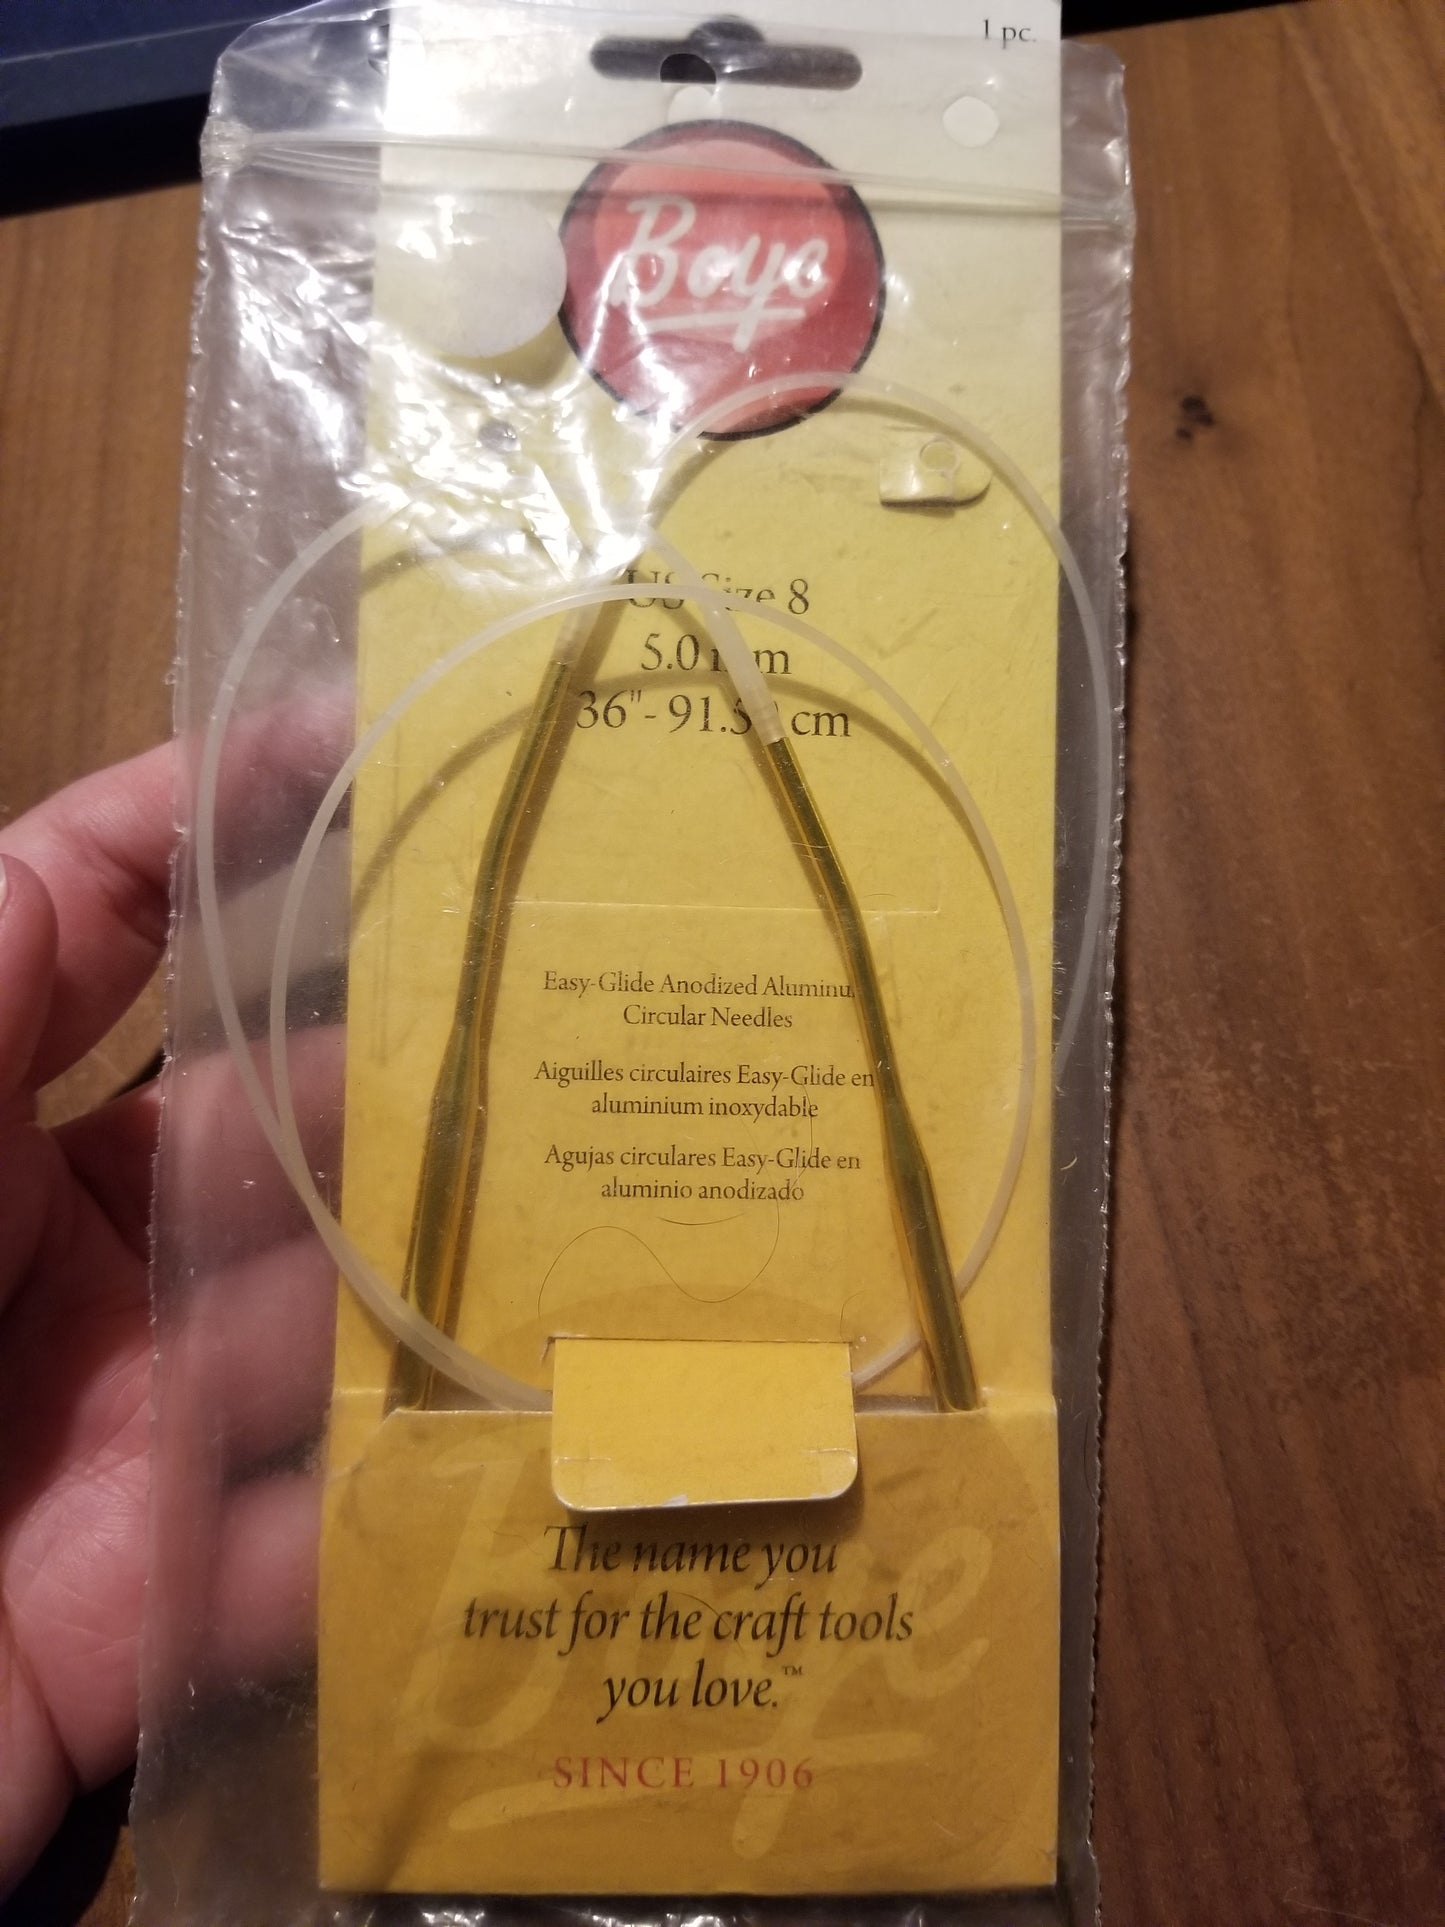 1 pc.
Boye
US Size 8
5.0 mm
36"- 91.5 cm
Easy-Glide Anodized Aluminu
Circular Needles
Aiguilles circulaires Easy-Glide en
aluminium inoxydable
Agujas circulares Easy-Glide en
aluminio anodizado
The name you
trust for the craft tools
you love.™
SINCE 1906